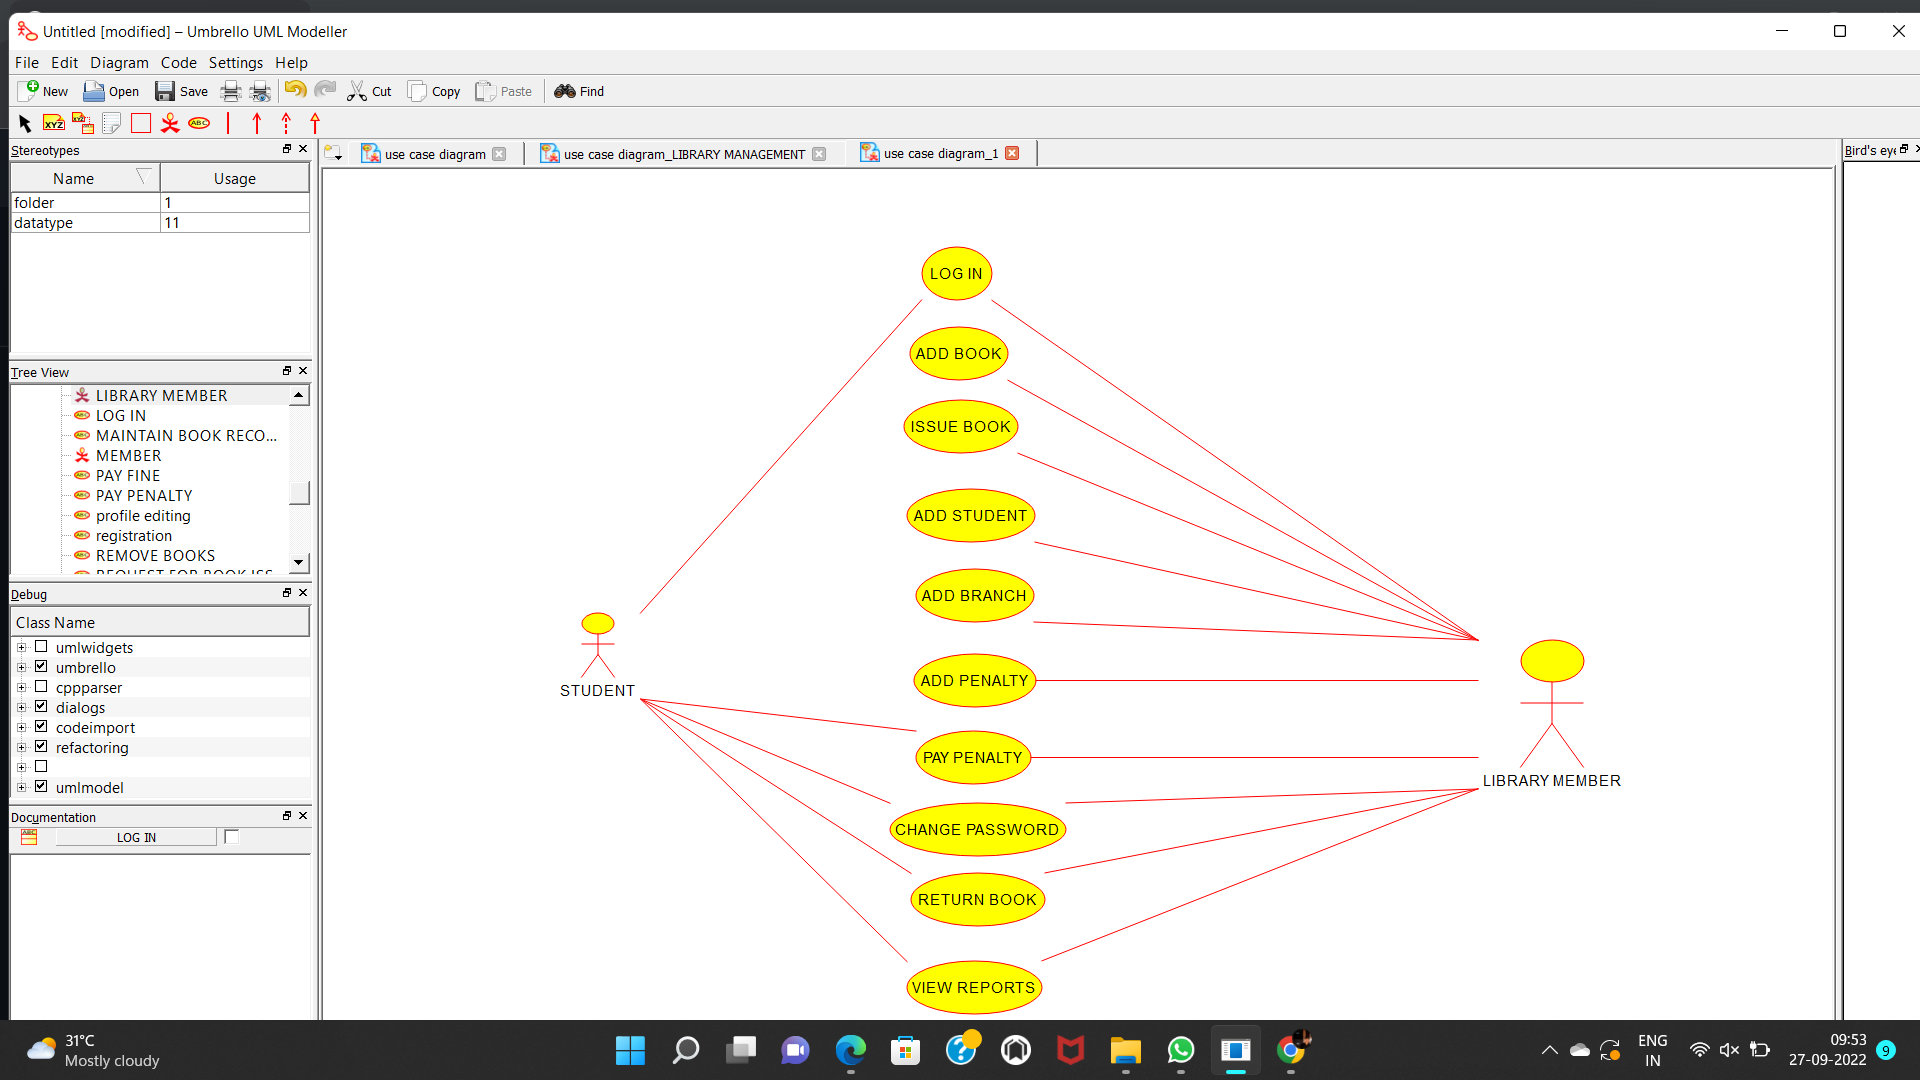 Untitled [modified] – Umbrello UML Modeller
File Edit Diagram Code Settings Help
New Open Save Cut Copy Paste Find
Stereotypes
Name Usage
folder 1
datatype 11
Tree View
LIBRARY MEMBER
LOG IN
MAINTAIN BOOK RECO...
MEMBER
PAY FINE
PAY PENALTY
profile editing
registration
REMOVE BOOKS
REQUEST FOR BOOK ISS
Debug
Class Name
umlwidgets
umbrello
cppparser
dialogs
codeimport
refactoring
umlmodel
Documentation
LOG IN
use case diagram use case diagram_LIBRARY MANAGEMENT use case diagram_1
Bird's eye
LOG IN
ADD BOOK
ISSUE BOOK
ADD STUDENT
ADD BRANCH
ADD PENALTY
PAY PENALTY
CHANGE PASSWORD
RETURN BOOK
VIEW REPORTS
STUDENT
LIBRARY MEMBER
31°C
Mostly cloudy
ENG
IN
09:53
27-09-2022
9